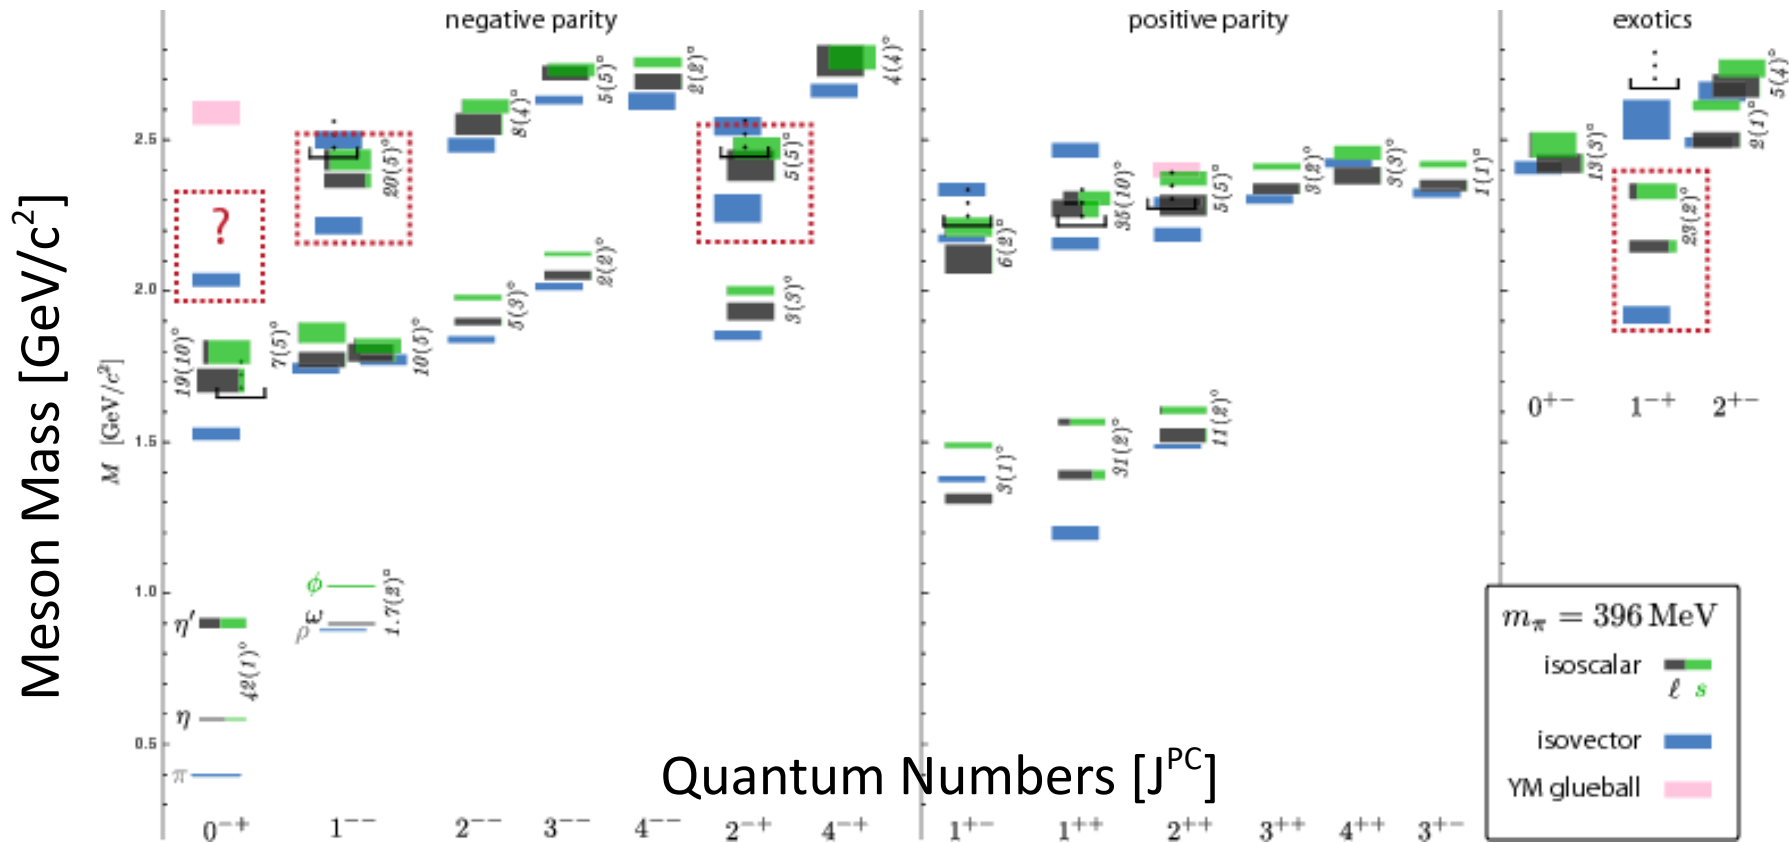 negative parity
positive parity
exotics
Meson Mass [GeV/c²]
M [GeV/c²]
2.5
2.0
1.5
1.0
0.5
?
19(10)°
7(5)°
10(5)°
20(5)°
5(3)°
8(4)°
2(2)°
5(5)°
2(2)°
3(3)°
5(5)°
4(4)°
η′
42(1)°
η
π
ϕ
ω
ρ
1.7(2)°
6(2)°
3(1)°
35(10)°
31(2)°
5(5)°
11(2)°
3(2)°
3(3)°
1(1)°
13(3)°
23(2)°
2(1)°
5(4)°
0⁺⁻ 1⁻⁺ 2⁺⁻
Quantum Numbers [Jᴾᶜ]
0⁻⁺ 1⁻⁻ 2⁻⁻ 3⁻⁻ 4⁻⁻ 2⁻⁺ 4⁻⁺ 1⁺⁻ 1⁺⁺ 2⁺⁺ 3⁺⁺ 4⁺⁺ 3⁺⁻
m_π = 396 MeV
isoscalar
ℓ s
isovector
YM glueball